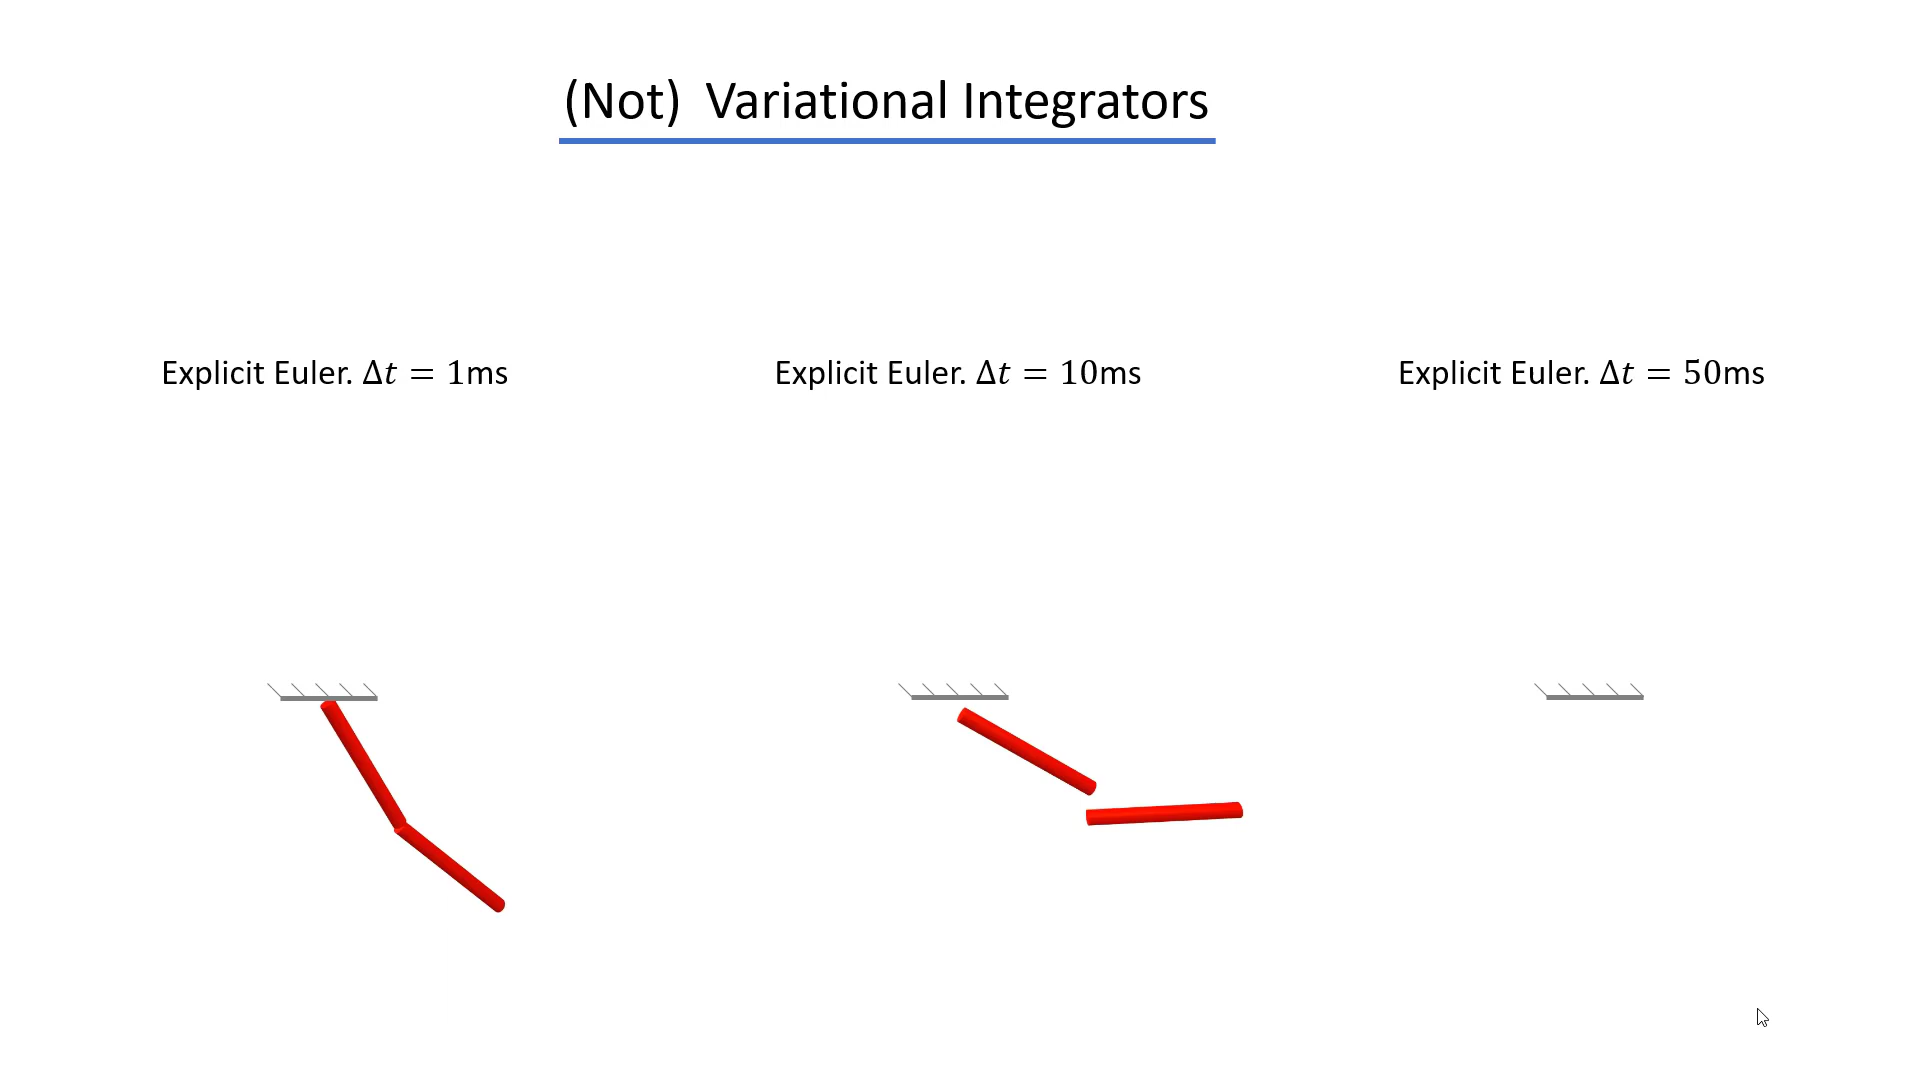 (Not) Variational Integrators
Explicit Euler. Δt = 1ms
Explicit Euler. Δt = 10ms
Explicit Euler. Δt = 50ms